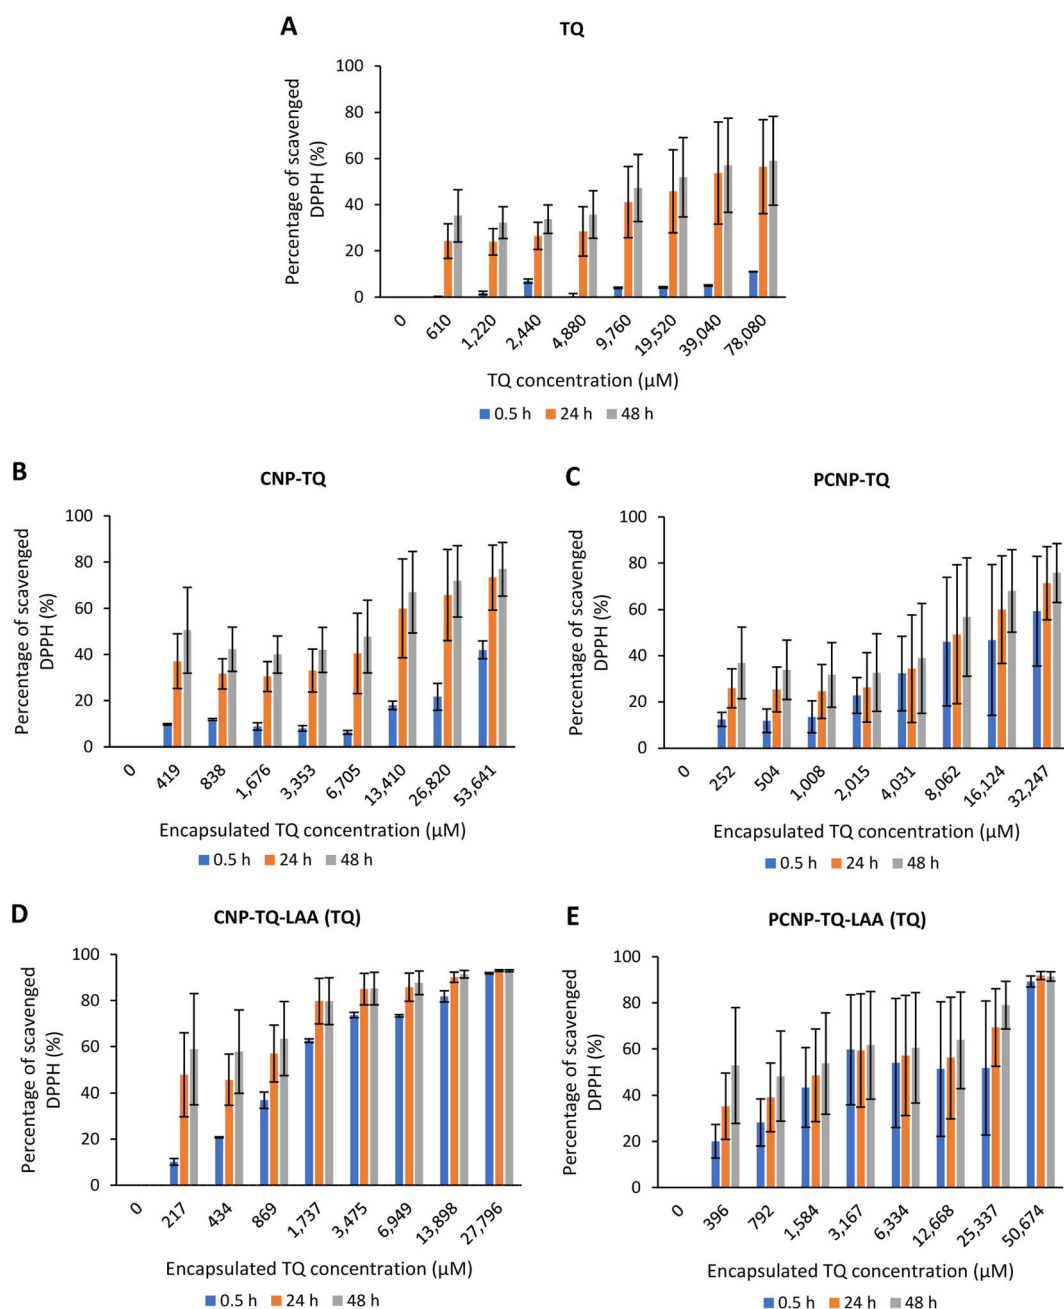 A
TQ
Percentage of scavenged
DPPH (%)
100
80
60
40
20
0
0
610
1,220
2,440
4,880
9,760
19,520
39,040
78,080
TQ concentration (µM)
0.5 h 24 h 48 h
B
CNP-TQ
Percentage of scavenged
DPPH (%)
100
80
60
40
20
0
0
419
838
1,676
3,353
6,705
13,410
26,820
53,641
Encapsulated TQ concentration (µM)
0.5 h 24 h 48 h
C
PCNP-TQ
Percentage of scavenged
DPPH (%)
100
80
60
40
20
0
0
252
504
1,008
2,015
4,031
8,062
16,124
32,247
Encapsulated TQ concentration (µM)
0.5 h 24 h 48 h
D
CNP-TQ-LAA (TQ)
Percentage of scavenged
DPPH (%)
100
80
60
40
20
0
0
217
434
869
1,737
3,475
6,949
13,898
27,796
Encapsulated TQ concentration (µM)
0.5 h 24 h 48 h
E
PCNP-TQ-LAA (TQ)
Percentage of scavenged
DPPH (%)
100
80
60
40
20
0
0
396
792
1,584
3,167
6,334
12,668
25,337
50,674
Encapsulated TQ concentration (µM)
0.5 h 24 h 48 h